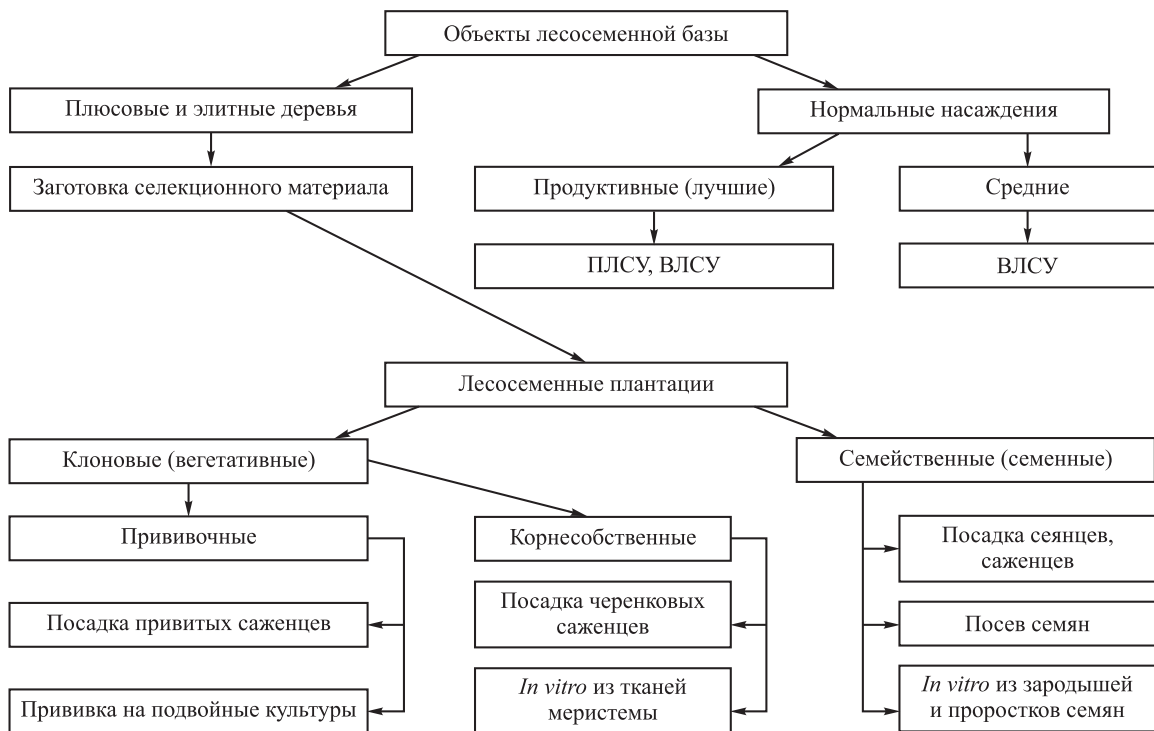 Объекты лесосеменной базы
Плюсовые и элитные деревья
Нормальные насаждения
Заготовка селекционного материала
Продуктивные (лучшие)
Средние
ПЛСУ, ВЛСУ
ВЛСУ
Лесосеменные плантации
Клоновые (вегетативные)
Семейственные (семенные)
Прививочные
Корнесобственные
Посадка сеянцев,
саженцев
Посадка привитых саженцев
Посадка черенковых
саженцев
Посев семян
Прививка на подвойные культуры
In vitro из тканей
меристемы
In vitro из зародышей
и проростков семян